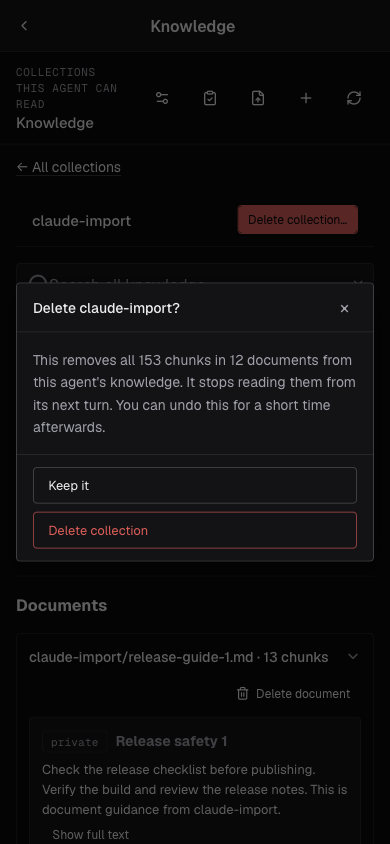 Knowledge
COLLECTIONS
THIS AGENT CAN
READ
Knowledge
← All collections
claude-import
Delete collection…
Search all knowledge
Delete claude-import?
×
This removes all 153 chunks in 12 documents from
this agent's knowledge. It stops reading them from
its next turn. You can undo this for a short time
afterwards.
Keep it
Delete collection
Documents
claude-import/release-guide-1.md · 13 chunks
Delete document
private Release safety 1
Check the release checklist before publishing.
Verify the build and review the release notes. This is
document guidance from claude-import.
Show full text